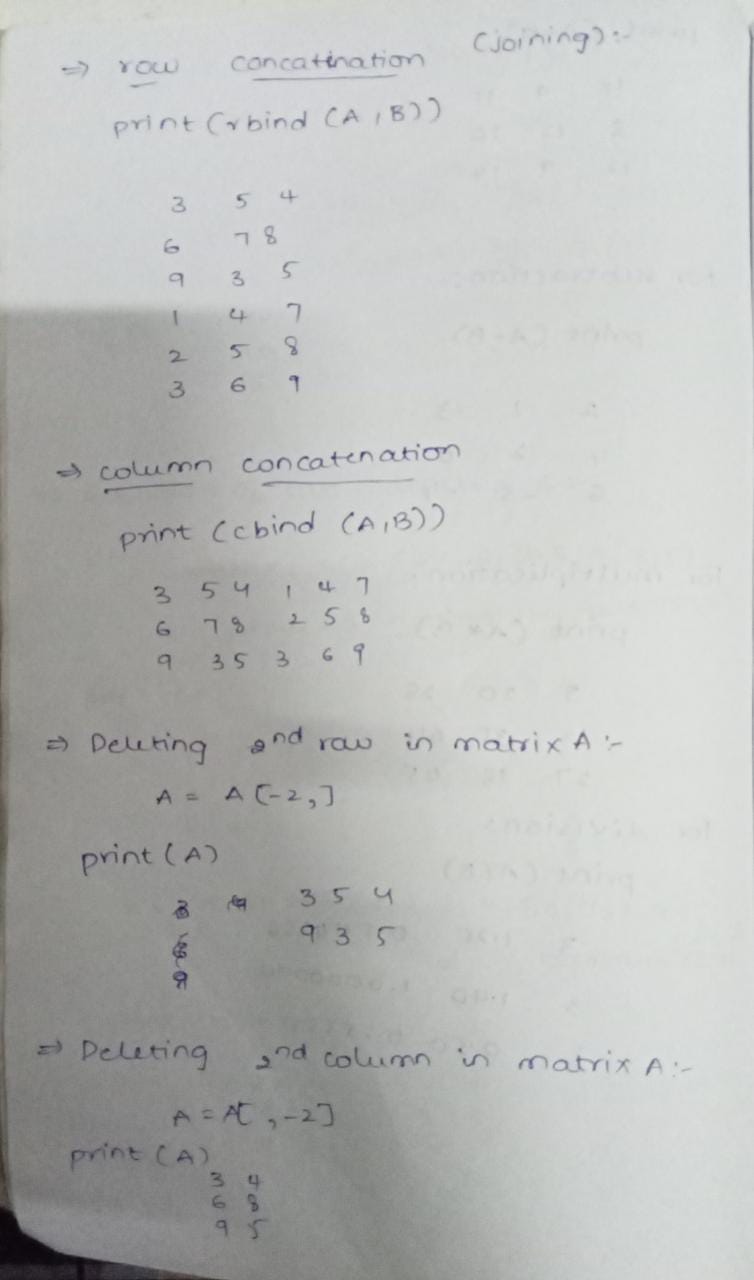 ⇒ row concatination (joining):-
print (rbind (A, B))
3 5 4
6 7 8
9 3 5
1 4 7
2 5 8
3 6 9
⇒ column concatenation
print (cbind (A,B))
3 5 4 1 4 7
6 7 8 2 5 8
9 3 5 3 6 9
⇒ Deleting 2nd row in matrix A :-
A = A [-2,]
print (A)
3 5 4
9 3 5
⇒ Deleting 2nd column in matrix A :-
A = A[ , -2]
print (A)
3 4
6 8
9 5